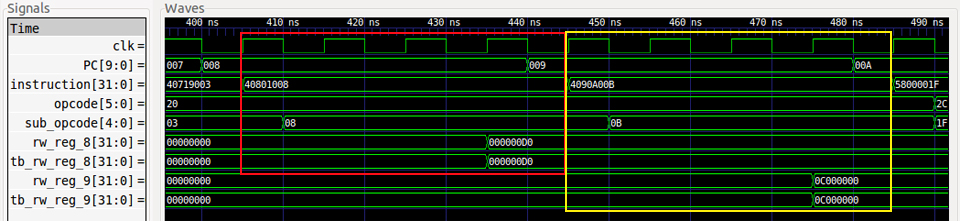 Signals Waves
Time 400 ns 410 ns 420 ns 430 ns 440 ns 450 ns 460 ns 470 ns 480 ns 490 ns
clk =
PC[9:0] = 007 008 009 00A
instruction[31:0] = 40719003 40801008 4090A00B 5800001F
opcode[5:0] = 20 2C
sub_opcode[4:0] = 03 08 0B 1F
rw_reg_8[31:0] = 00000000 000000D0
tb_rw_reg_8[31:0] = 00000000 000000D0
rw_reg_9[31:0] = 00000000 0C000000
tb_rw_reg_9[31:0] = 00000000 0C000000